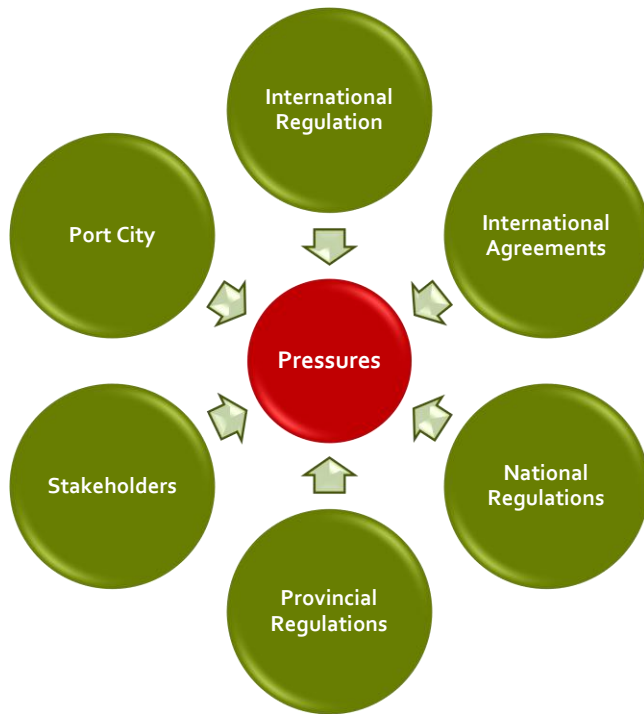 International
Regulation
Port City
International
Agreements
Pressures
Stakeholders
National
Regulations
Provincial
Regulations